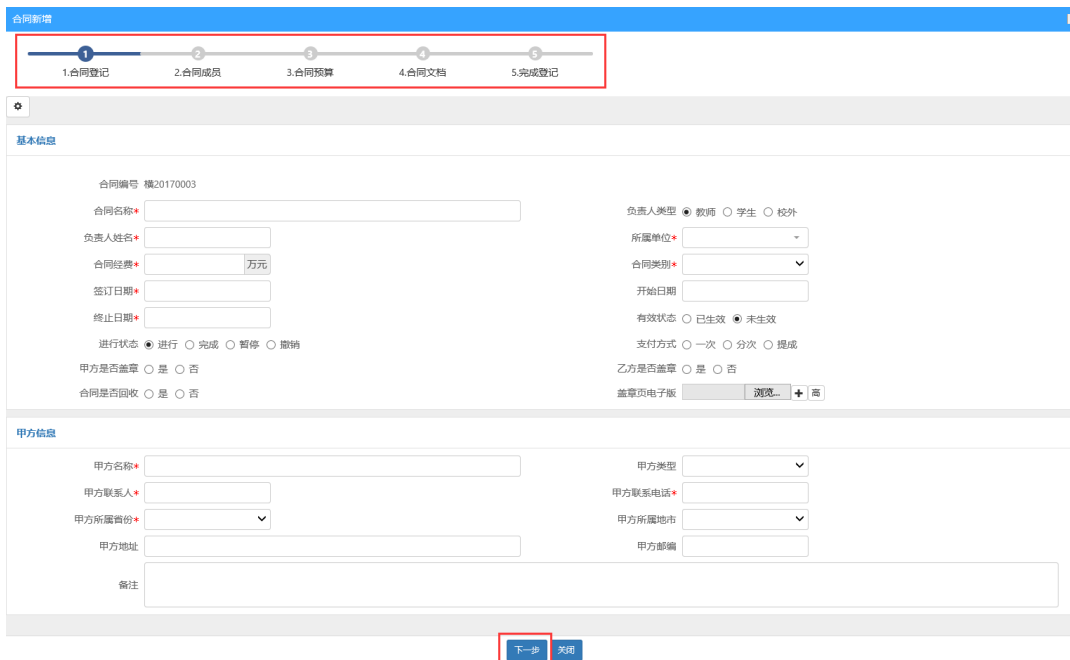 合同新增
1 2 3 4 5
1.合同登记 2.合同成员 3.合同预算 4.合同文档 5.完成登记
基本信息
合同编号 横20170003
合同名称* 负责人类型 教师 学生 校外
负责人姓名* 所属单位*
合同经费* 万元 合同类别*
签订日期* 开始日期
终止日期* 有效状态 已生效 未生效
进行状态 进行 完成 暂停 撤销 支付方式 一次 分次 提成
甲方是否盖章 是 否 乙方是否盖章 是 否
合同是否回收 是 否 盖章页电子版 浏览... + 高
甲方信息
甲方名称* 甲方类型
甲方联系人* 甲方联系电话*
甲方所属省份* 甲方所属地市
甲方地址 甲方邮编
备注
下一步 关闭